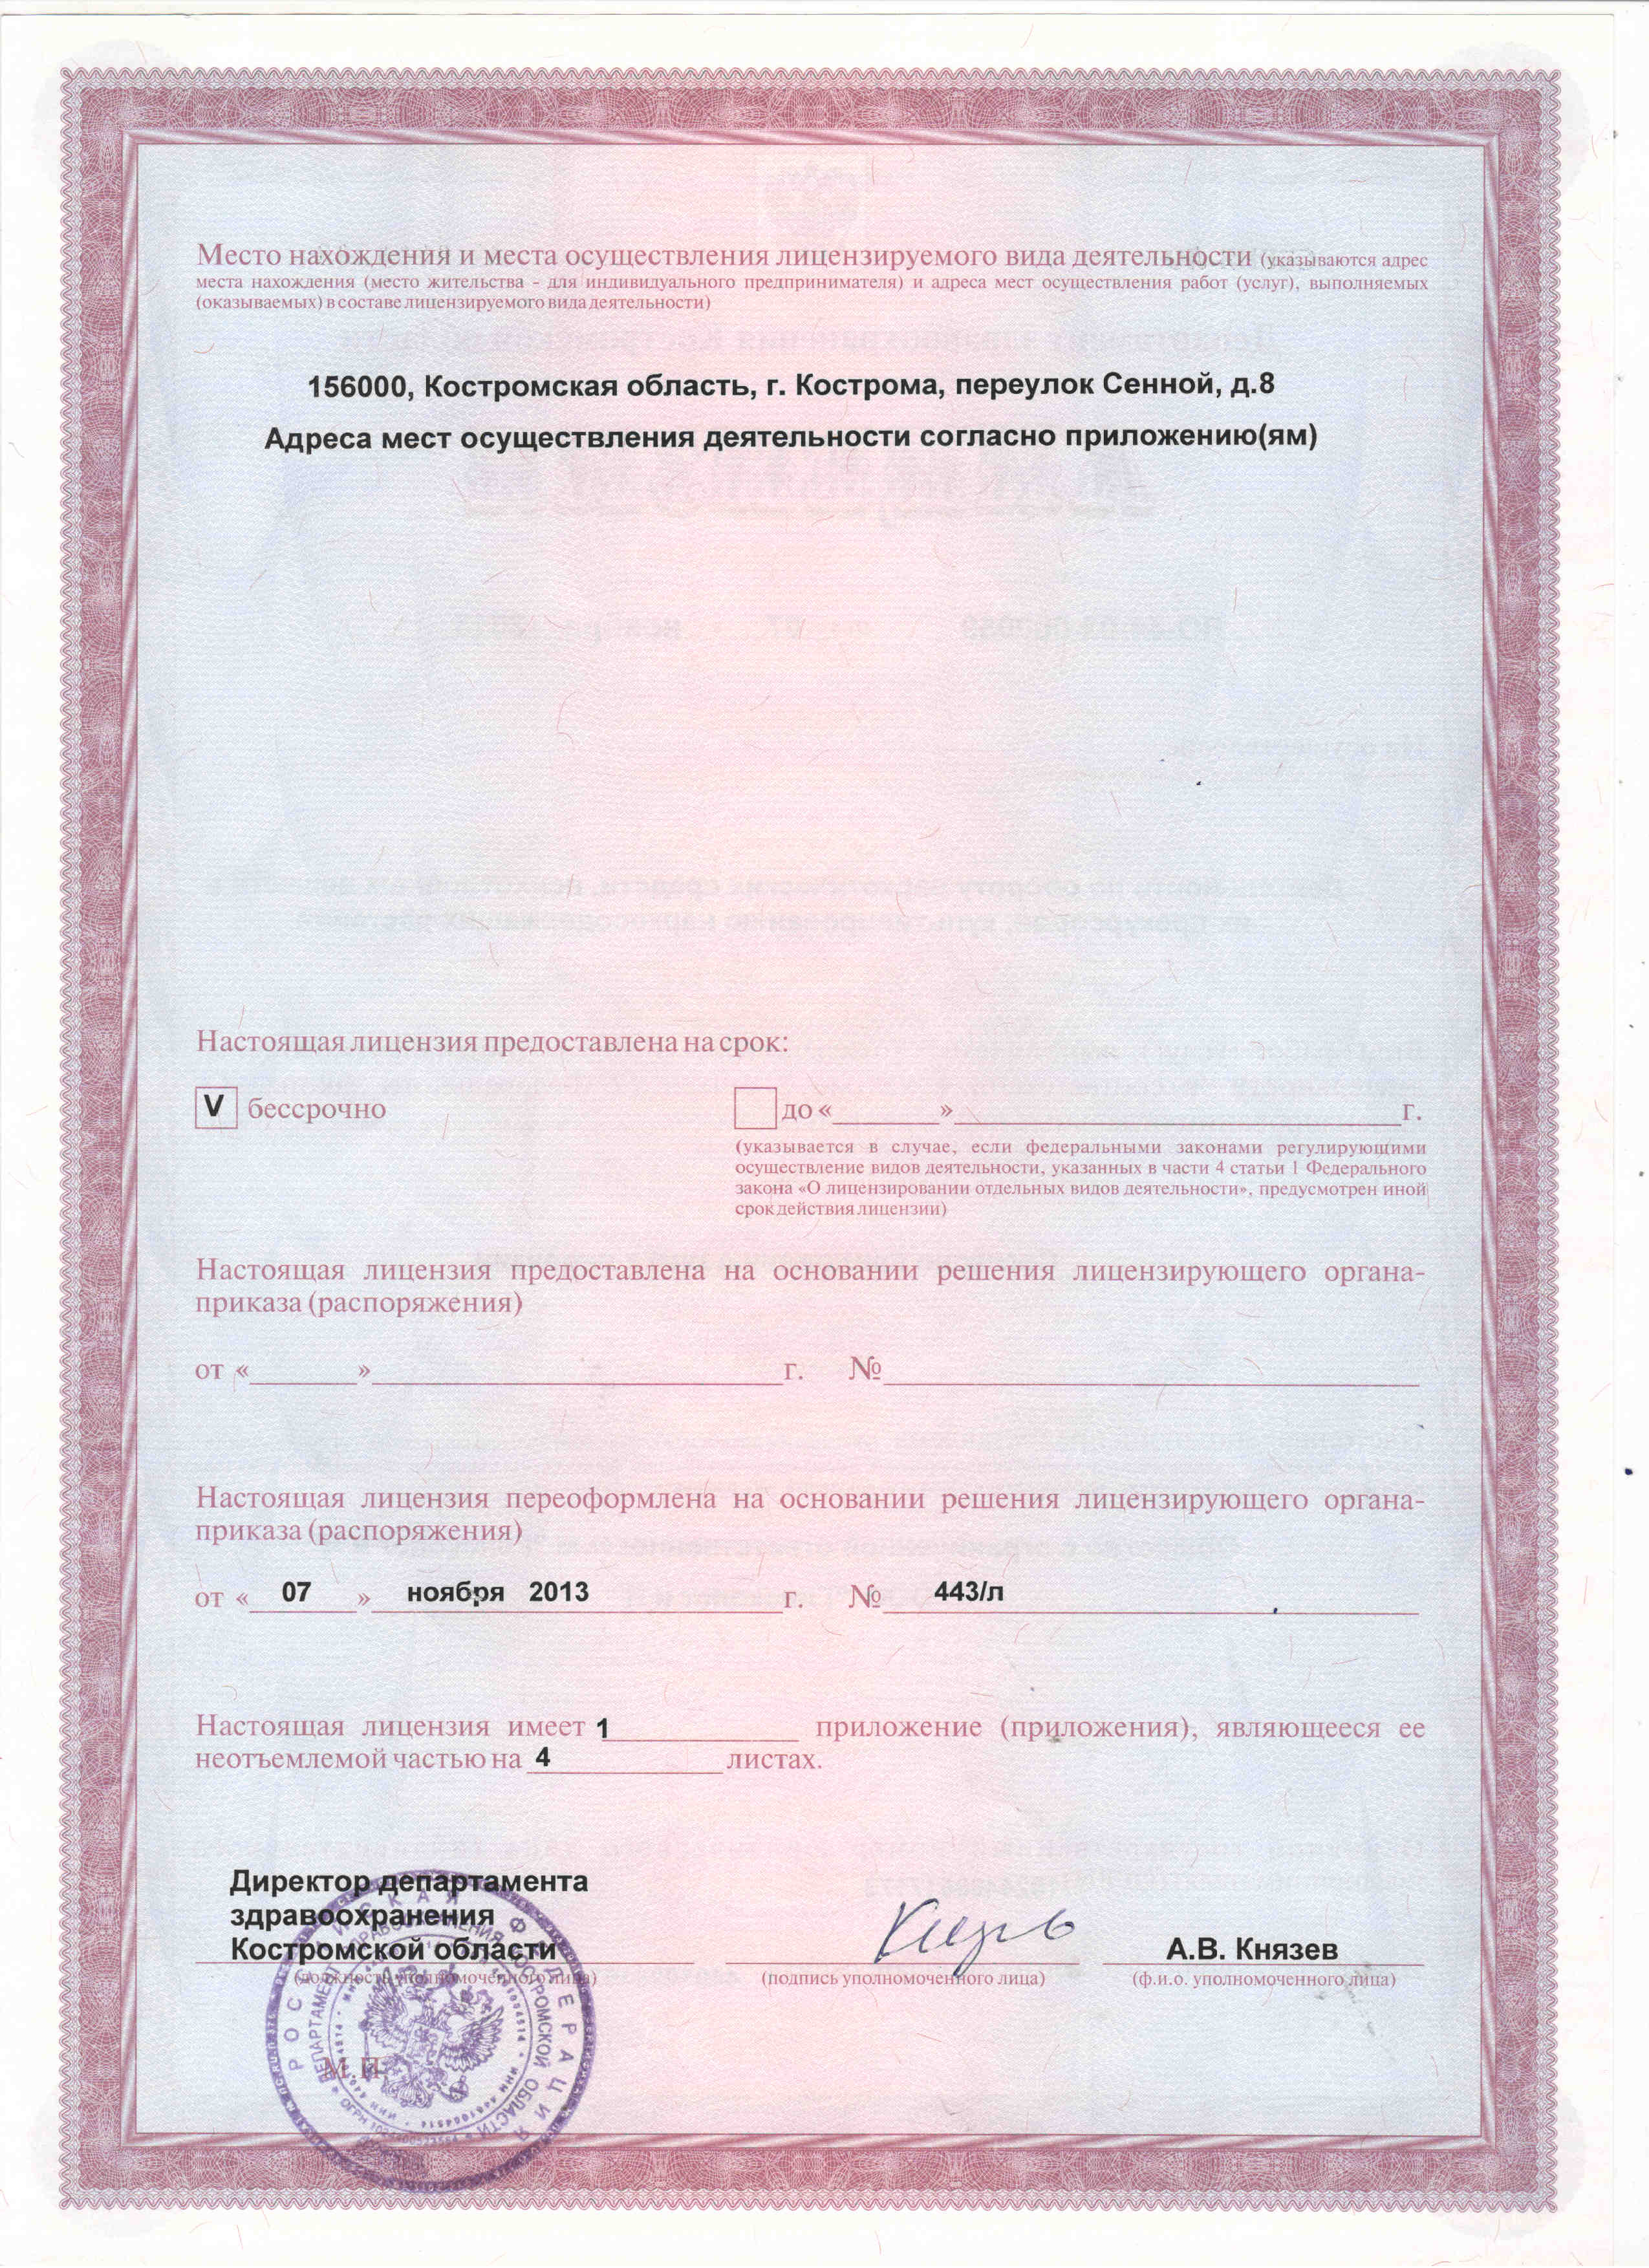 Место нахождения и места осуществления лицензируемого вида деятельности (указываются адрес
места нахождения (место жительства - для индивидуального предпринимателя) и адреса мест осуществления работ (услуг), выполняемых
(оказываемых) в составе лицензируемого вида деятельности)
156000, Костромская область, г. Кострома, переулок Сенной, д.8
Адреса мест осуществления деятельности согласно приложению(ям)
Настоящая лицензия предоставлена на срок:
V бессрочно
до « » г.
(указывается в случае, если федеральными законами регулирующими
осуществление видов деятельности, указанных в части 4 статьи 1 Федерального
закона «О лицензировании отдельных видов деятельности», предусмотрен иной
срок действия лицензии)
Настоящая лицензия предоставлена на основании решения лицензирующего органа-
приказа (распоряжения)
от « » г. №
Настоящая лицензия переоформлена на основании решения лицензирующего органа-
приказа (распоряжения)
от « 07 » ноября 2013 г. № 443/л
Настоящая лицензия имеет 1 приложение (приложения), являющееся ее
неотъемлемой частью на 4 листах.
Директор департамента
здравоохранения
Костромской области
А.В. Князев
(должность уполномоченного лица)
(подпись уполномоченного лица)
(ф.и.о. уполномоченного лица)
М.П.
РОССИЙСКАЯ ФЕДЕРАЦИЯ
ДЕПАРТАМЕНТ ЗДРАВООХРАНЕНИЯ КОСТРОМСКОЙ ОБЛАСТИ